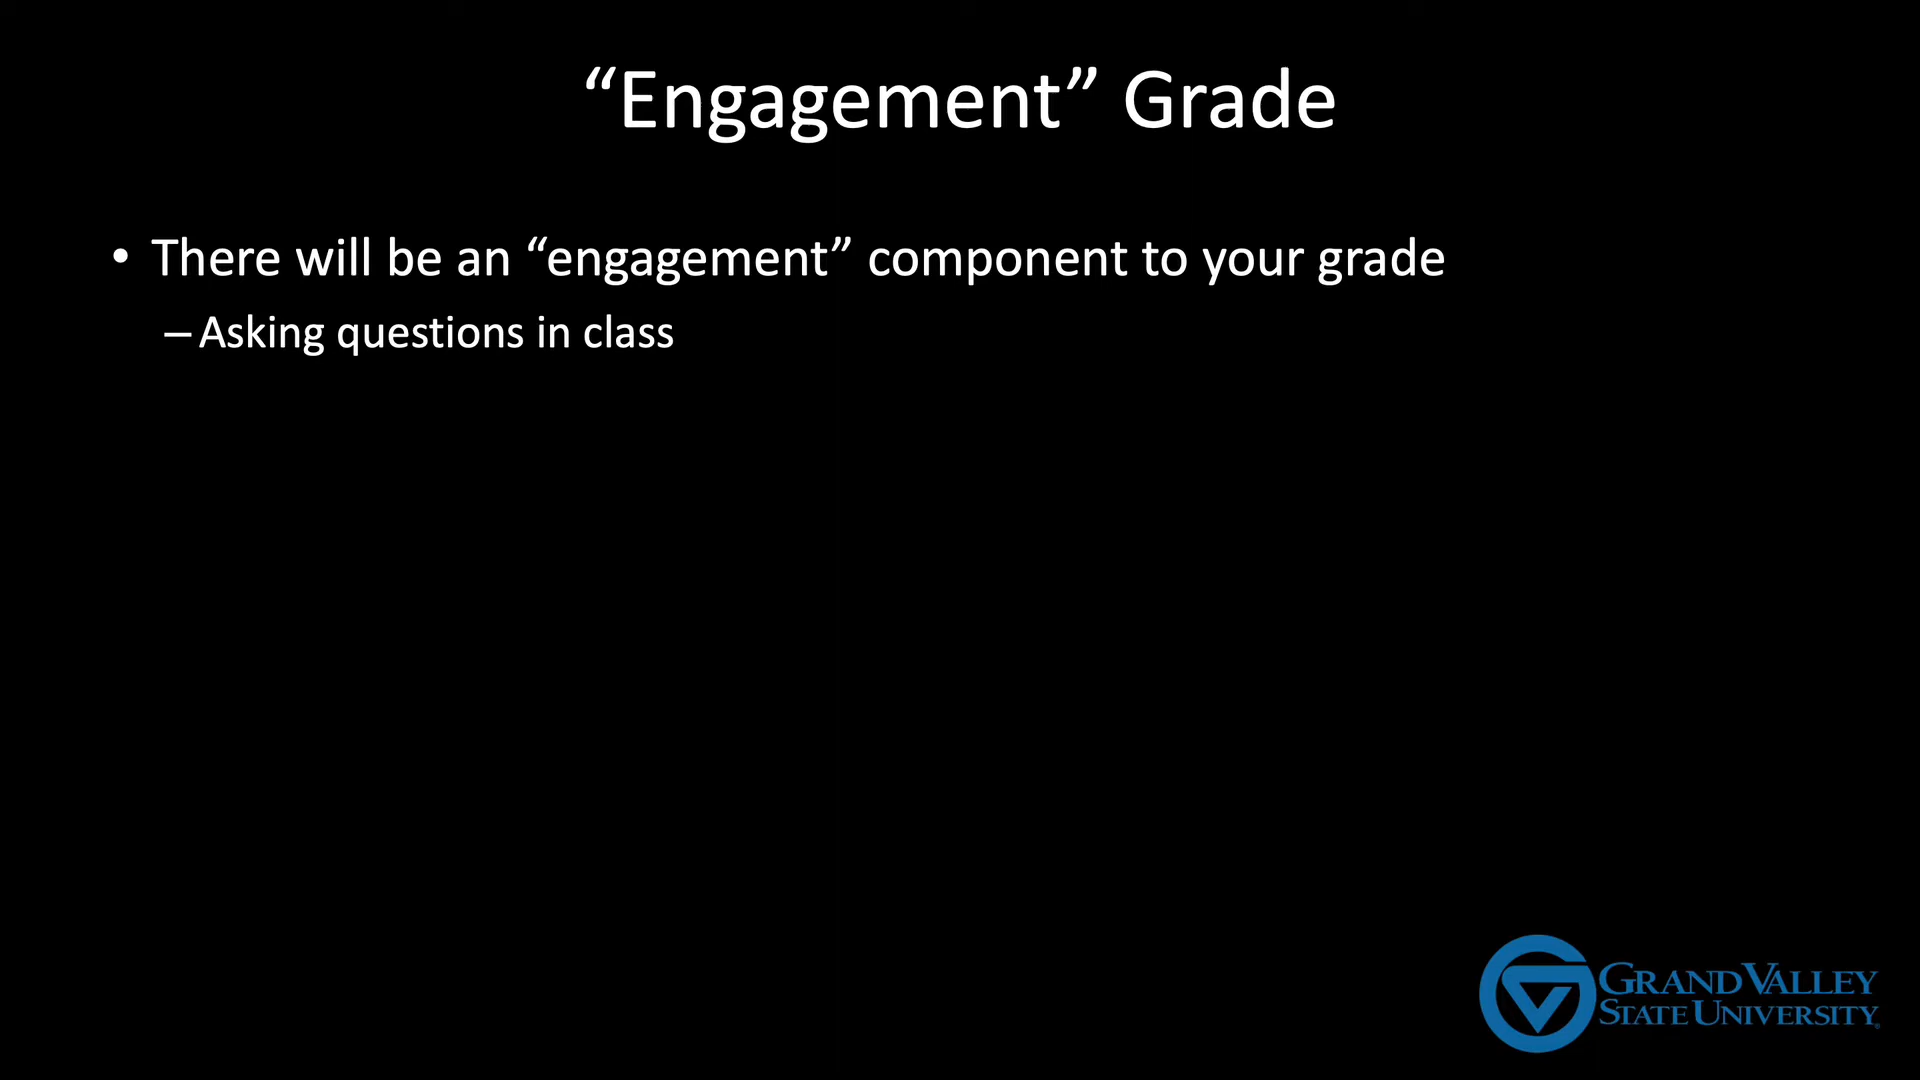 “Engagement” Grade
• There will be an “engagement” component to your grade
– Asking questions in class
GRAND VALLEY
STATE UNIVERSITY.